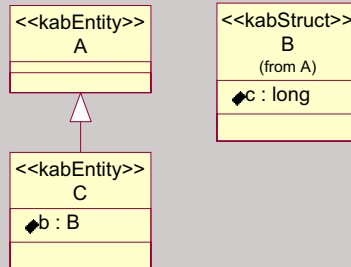 <<kabEntity>>
A
<<kabStruct>>
B
(from A)
c : long
<<kabEntity>>
C
b : B